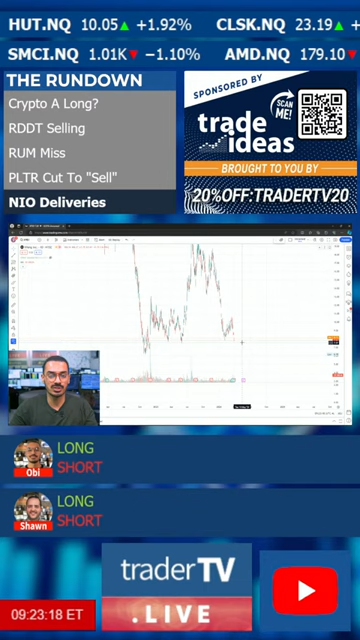 HUT.NQ 10.05▲ +1.92% CLSK.NQ 23.19▲ +
SMCI.NQ 1.01K▼ −1.10% AMD.NQ 179.10▼
THE RUNDOWN
Crypto A Long?
RDDT Selling
RUM Miss
PLTR Cut To "Sell"
NIO Deliveries
SPONSORED BY
SCAN ME!
trade
ideas
BROUGHT TO YOU BY
20%OFF:TRADERTV20
LONG
SHORT
Obi
LONG
SHORT
Shawn
09:23:18 ET
traderTV
.LIVE